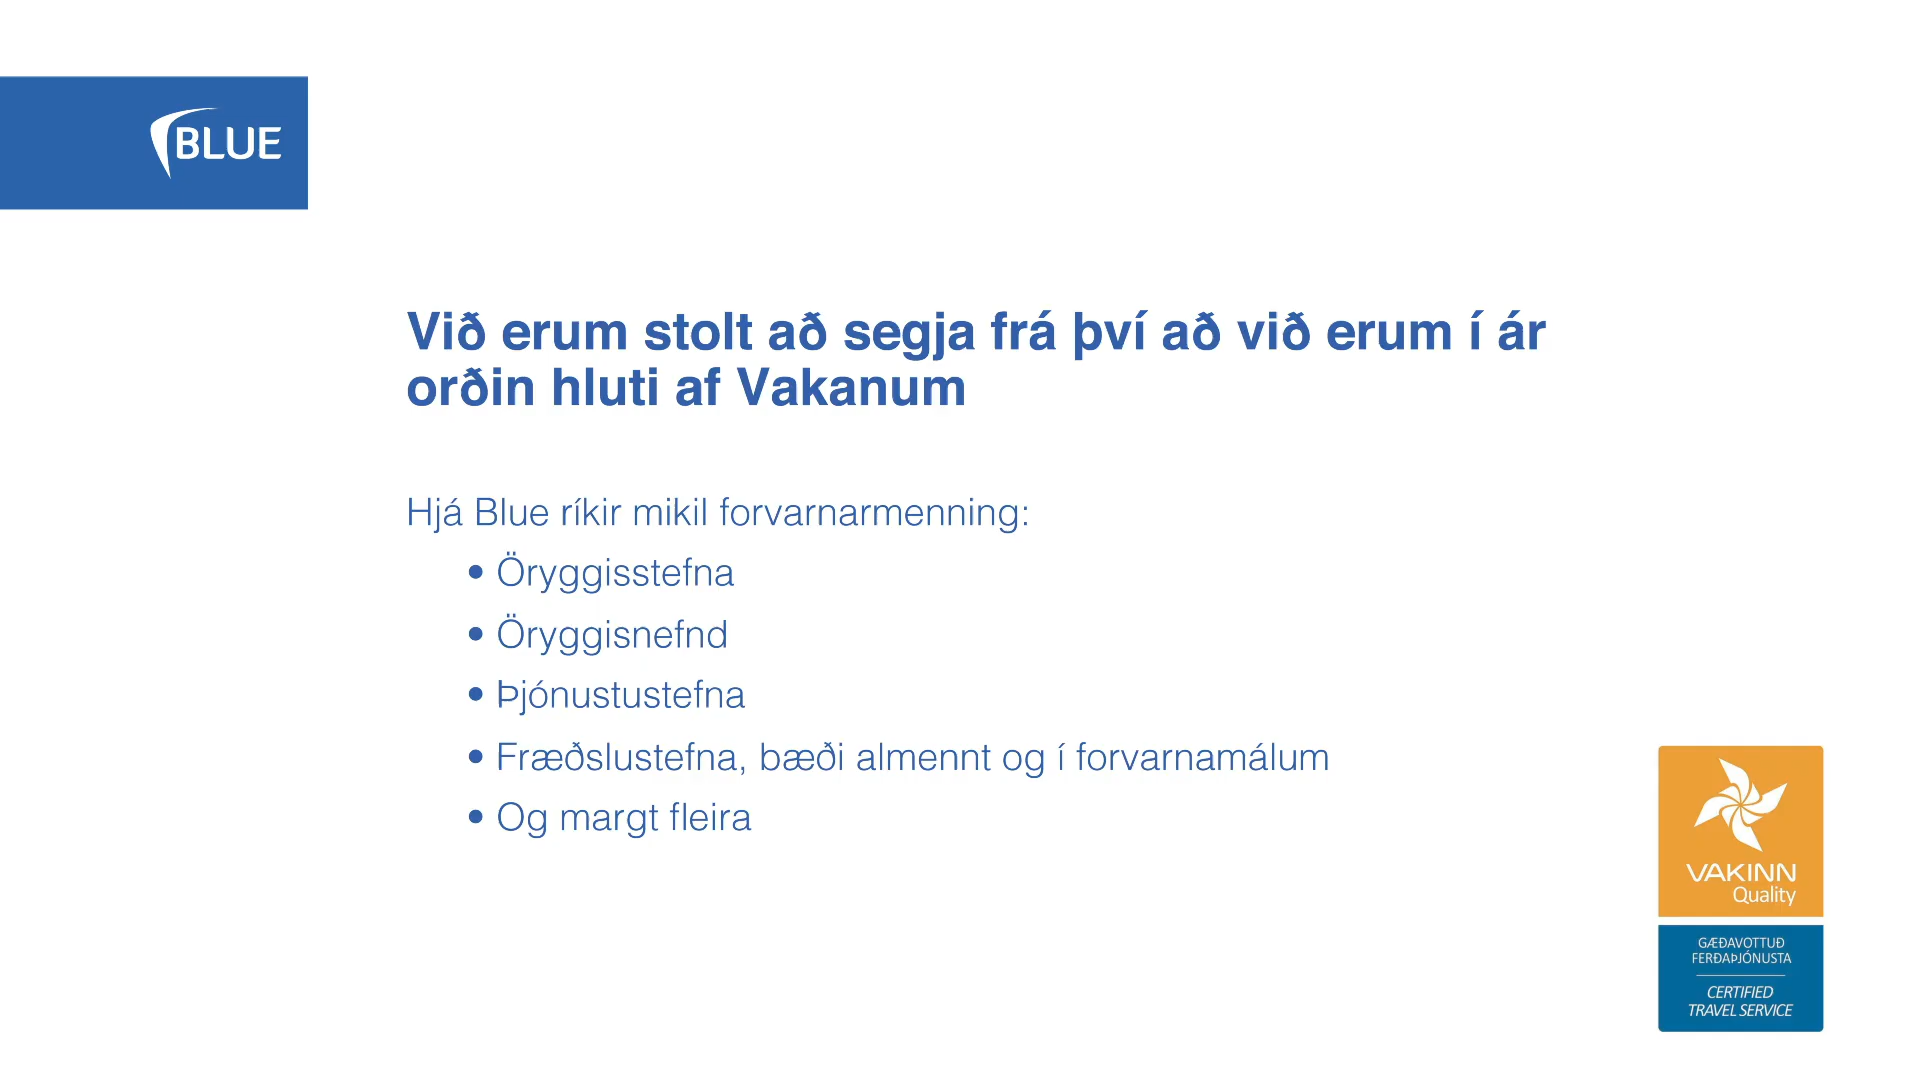 BLUE
Við erum stolt að segja frá því að við erum í ár
orðin hluti af Vakanum
Hjá Blue ríkir mikil forvarnarmenning:
• Öryggisstefna
• Öryggisnefnd
• Þjónustustefna
• Fræðslustefna, bæði almennt og í forvarnamálum
• Og margt fleira
VAKINN
Quality
GÆÐAVOTTUÐ
FERÐAÞJÓNUSTA
CERTIFIED
TRAVEL SERVICE